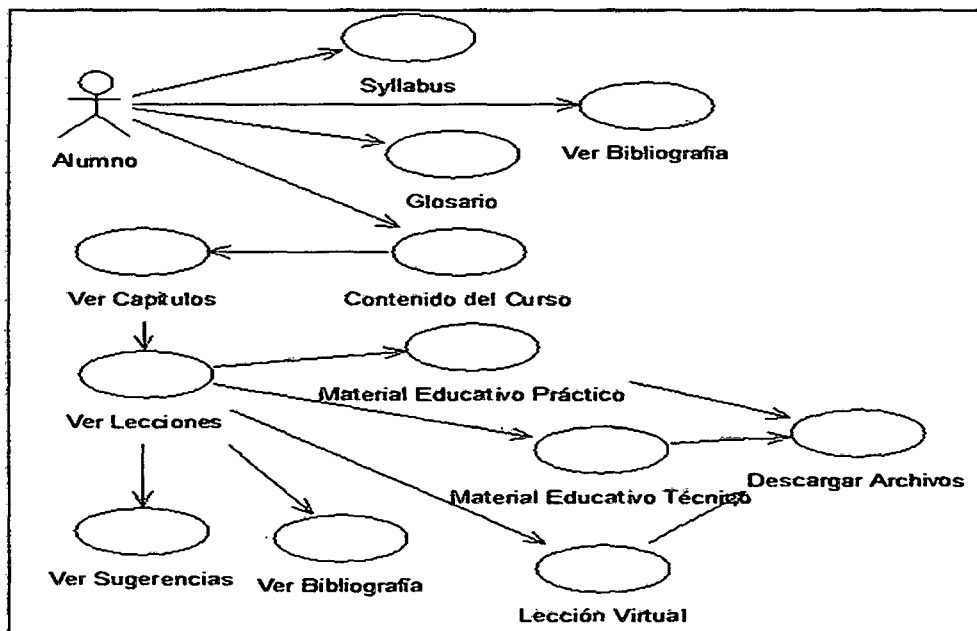 Syllabus
Alumno
Ver Bibliografía
Glosario
Ver Capítulos
Contenido del Curso
Material Educativo Práctico
Ver Lecciones
Descargar Archivos
Material Educativo Técnico
Ver Sugerencias
Ver Bibliografía
Lección Virtual